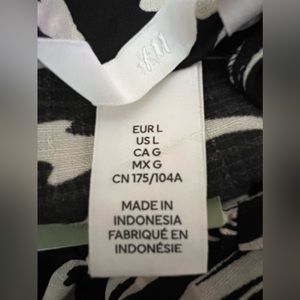 H&M
EUR L
US L
CA G
MX G
CN 175/104A
MADE IN
INDONESIA
FABRIQUÉ EN
INDONÉSIE